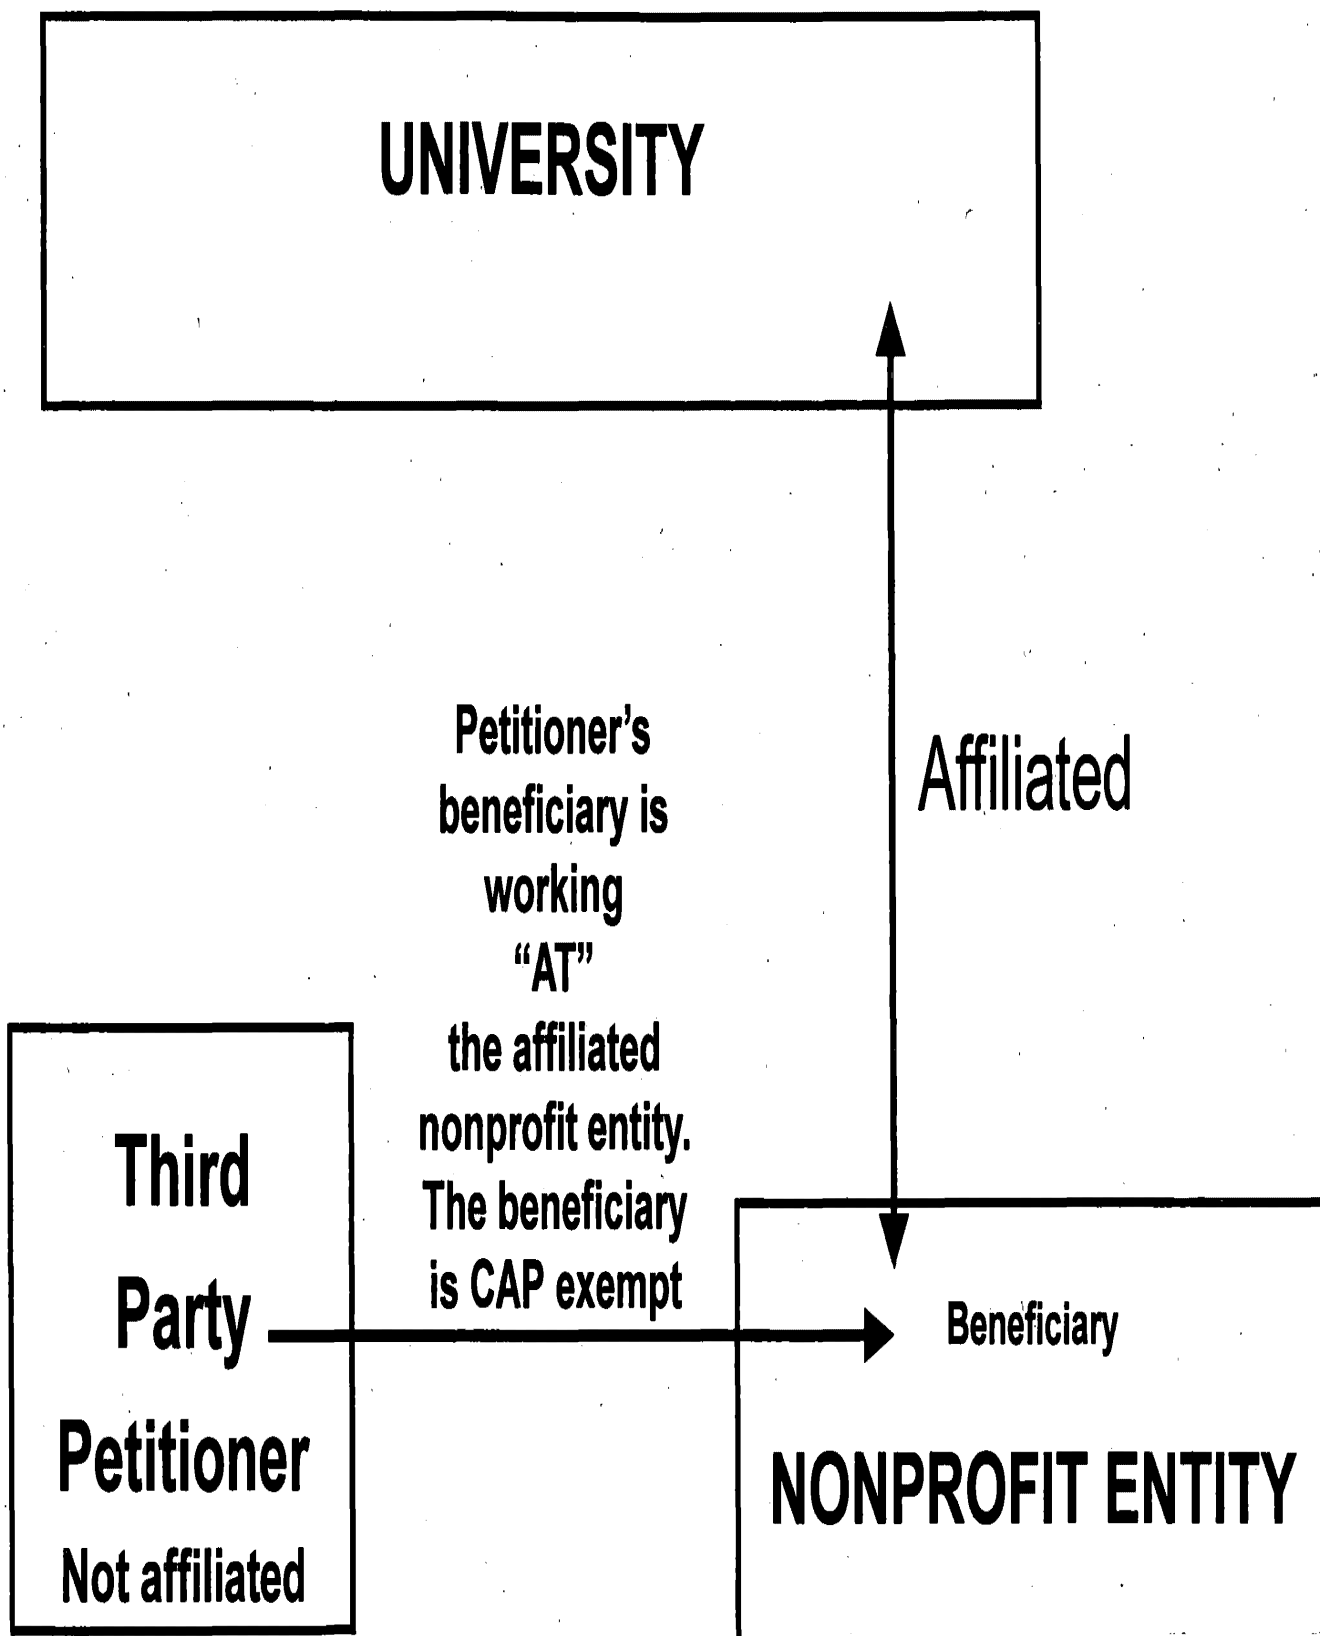 UNIVERSITY
Affiliated
Petitioner’s
beneficiary is
working
“AT”
the affiliated
nonprofit entity.
The beneficiary
is CAP exempt
Third
Party
Petitioner
Not affiliated
Beneficiary
NONPROFIT ENTITY